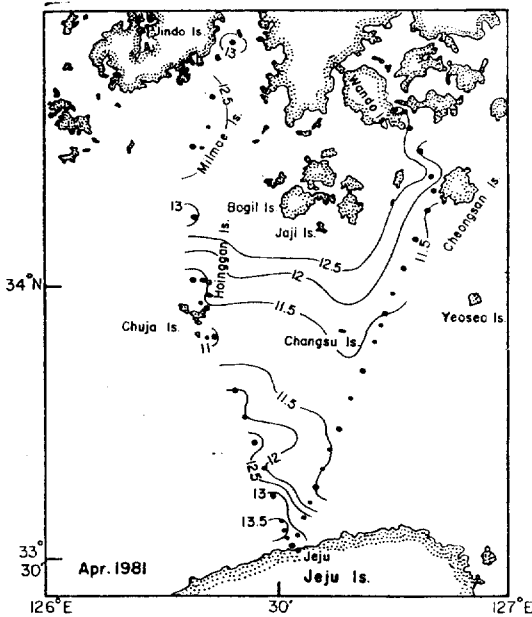 Jindo Is.
13
12.5
Wando
Milmoe Is.
Bogil Is.
Jaji Is.
Cheongsan Is.
13
Hoinggan Is.
12.5
11.5
12
34°N
11.5
Yeoseo Is.
Chuja Is.
Changsu Is.
11
11.5
12
12.5
13
13.5
33°
30'
Jeju
Apr. 1981
Jeju Is.
126°E
30'
127°E